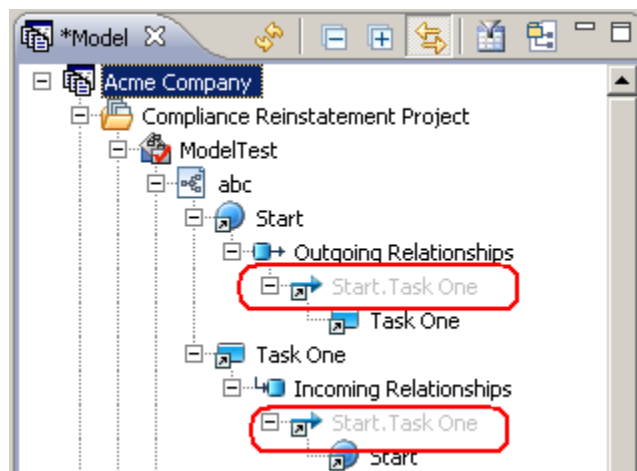 *Model
Acme Company
Compliance Reinstatement Project
ModelTest
abc
Start
Outgoing Relationships
Start.Task One
Task One
Task One
Incoming Relationships
Start.Task One
Start